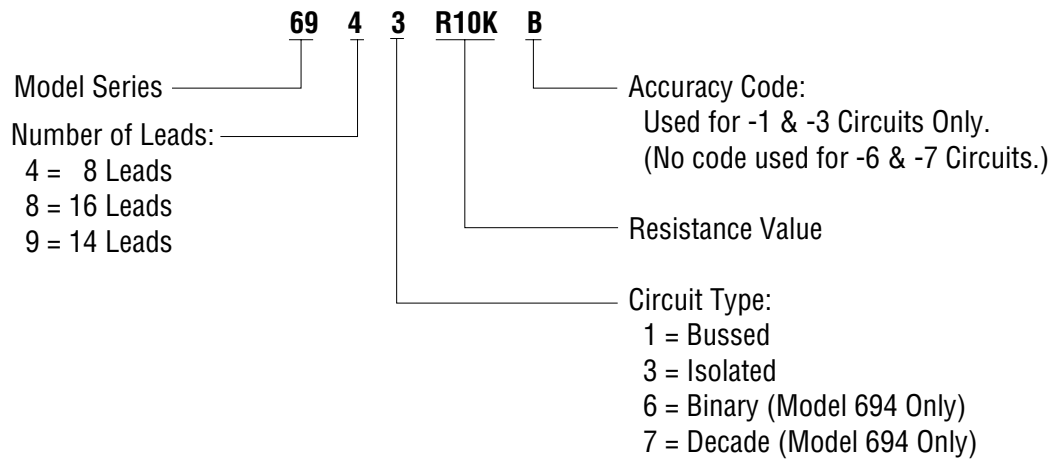 69 4 3 R10K B
Model Series
Number of Leads:
4 = 8 Leads
8 = 16 Leads
9 = 14 Leads
Accuracy Code:
Used for -1 & -3 Circuits Only.
(No code used for -6 & -7 Circuits.)
Resistance Value
Circuit Type:
1 = Bussed
3 = Isolated
6 = Binary (Model 694 Only)
7 = Decade (Model 694 Only)